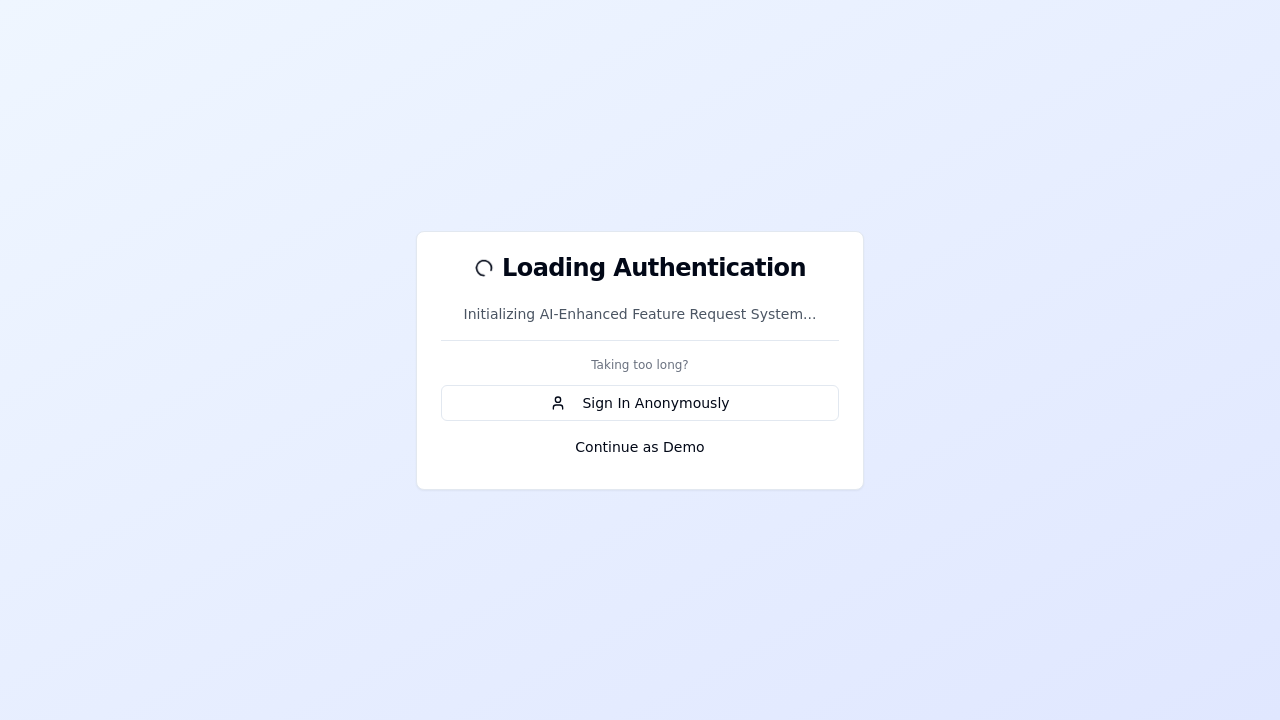 Loading Authentication
Initializing AI-Enhanced Feature Request System...
Taking too long?
Sign In Anonymously
Continue as Demo